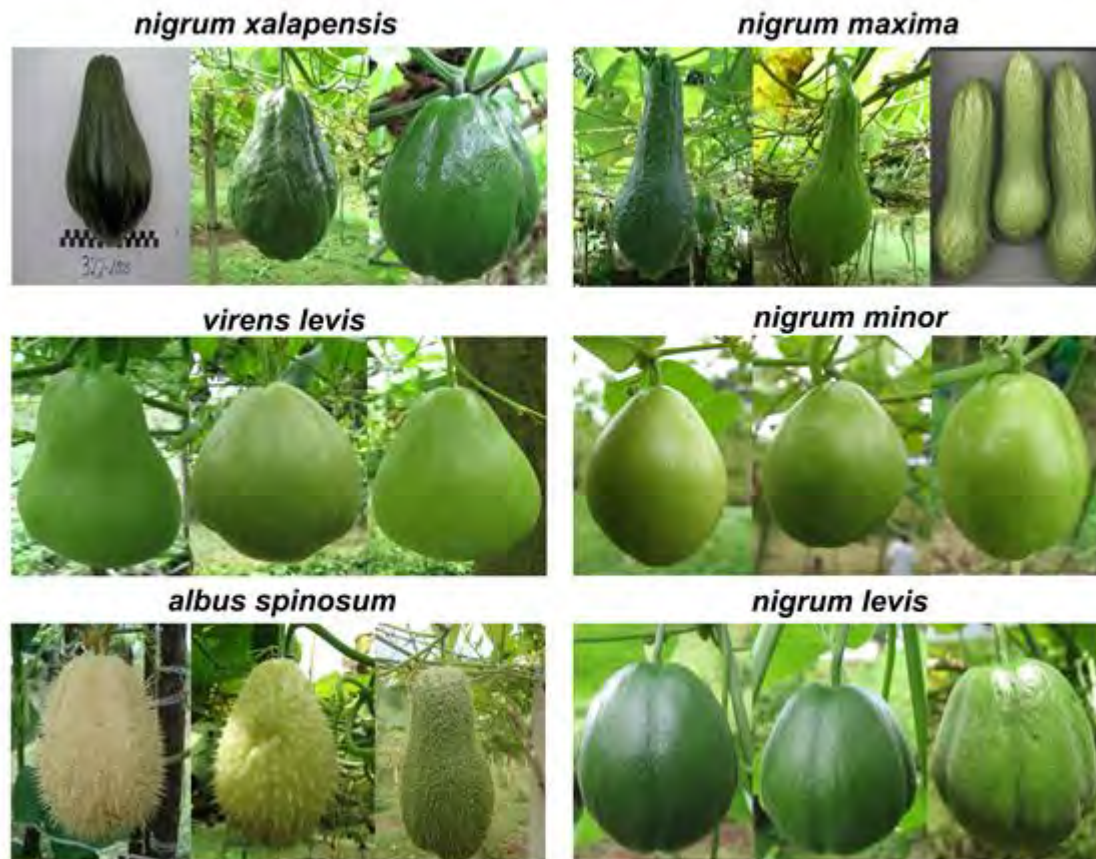 nigrum xalapensis
nigrum maxima
virens levis
nigrum minor
albus spinosum
nigrum levis